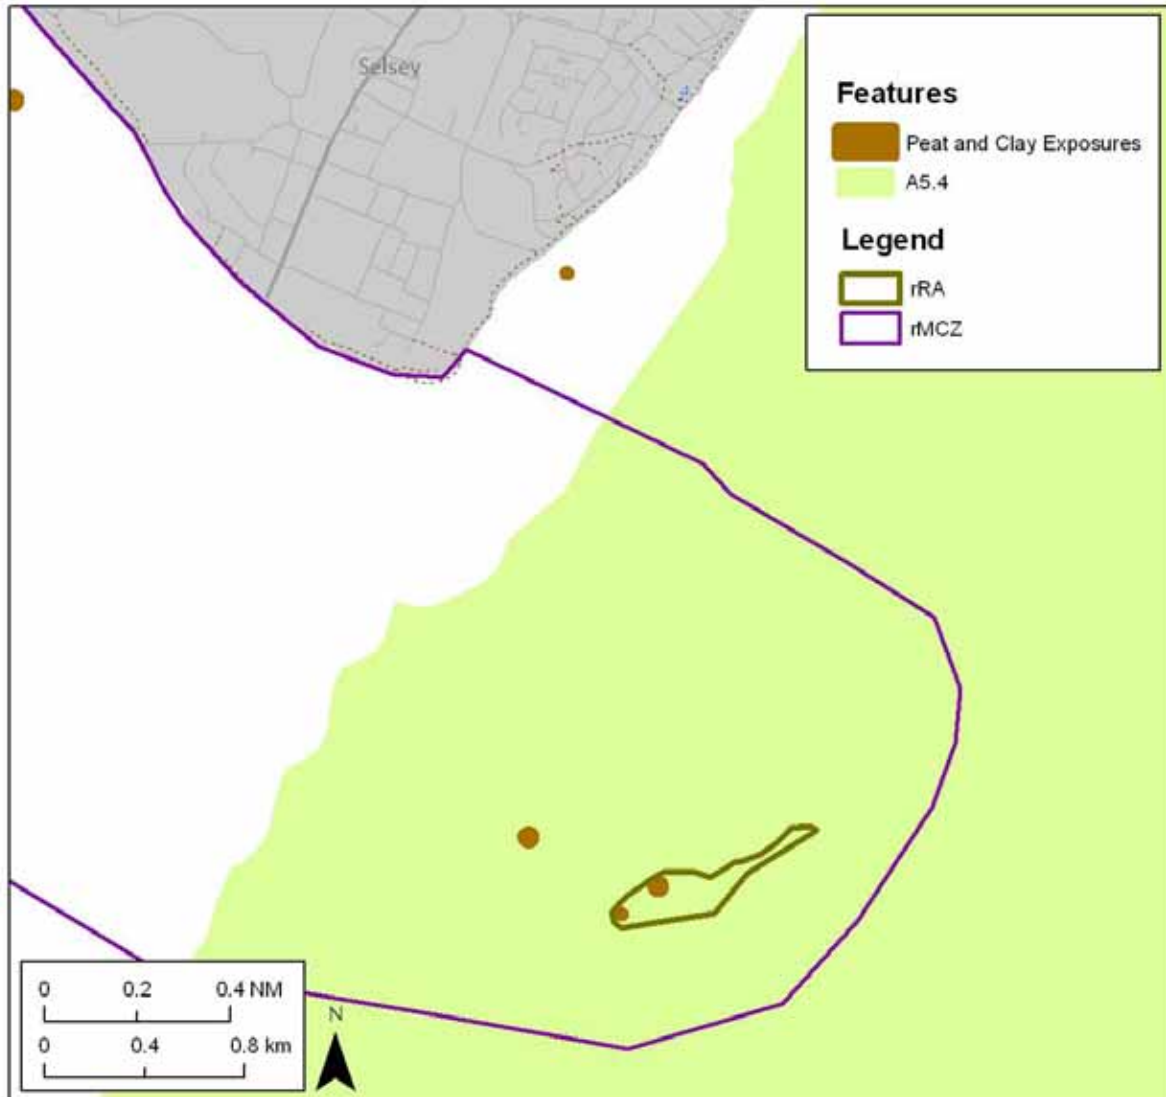 Selsey
Features
Peat and Clay Exposures
A5.4
Legend
rRA
rMCZ
0 0.2 0.4 NM
0 0.4 0.8 km
N